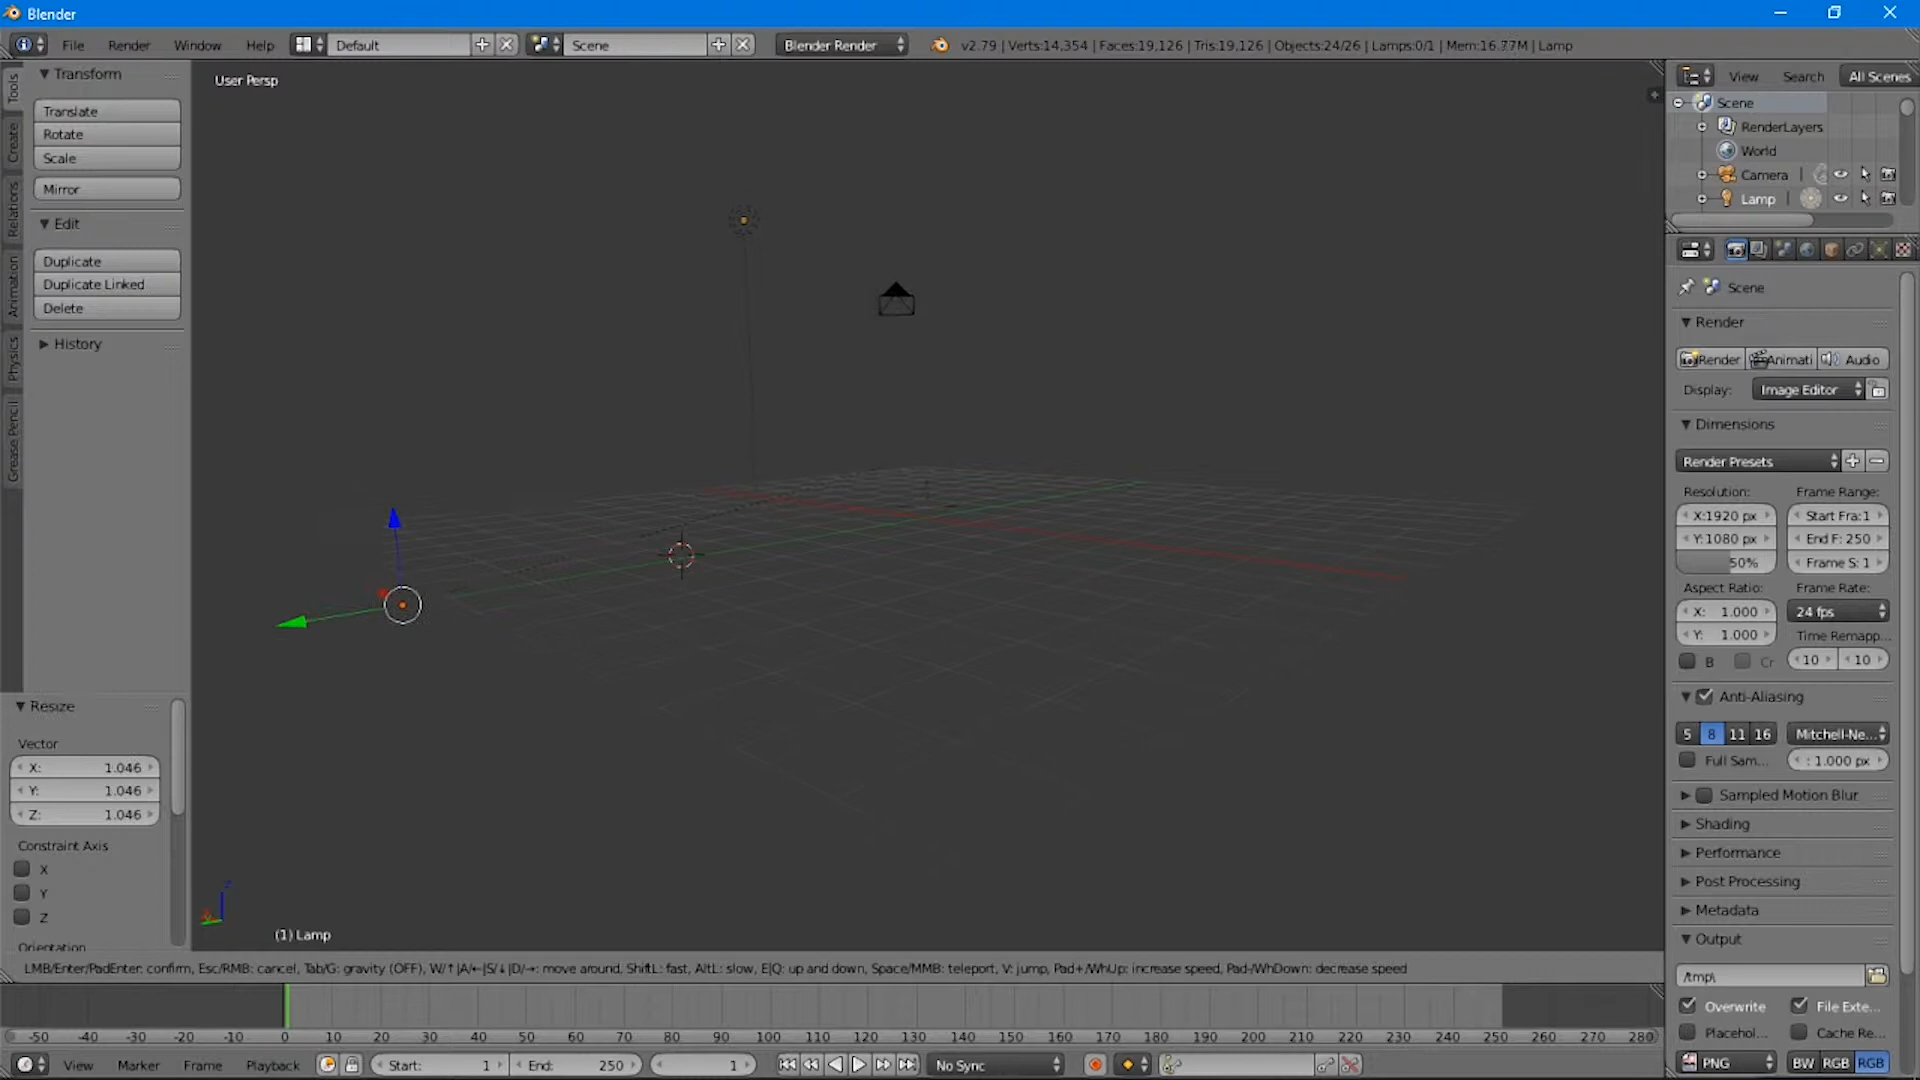 Blender
File Render Window Help Default Scene Blender Render v2.79 | Verts:14,354 | Faces:19,126 | Tris:19,126 | Objects:24/26 | Lamps:0/1 | Mem:16.77M | Lamp
Tools
Create
Relations
Animation
Physics
Grease Pencil
Transform
Translate
Rotate
Scale
Mirror
Edit
Duplicate
Duplicate Linked
Delete
History
Resize
Vector
X: 1.046
Y: 1.046
Z: 1.046
Constraint Axis
X
Y
Z
Orientation
User Persp
(1) Lamp
LMB/Enter/PadEnter: confirm, Esc/RMB: cancel, Tab/G: gravity (OFF), W/↑|A/←|S/↓|D/→: move around, ShiftL: fast, AltL: slow, E|Q: up and down, Space/MMB: teleport, V: jump, Pad+/WhUp: increase speed, Pad-/WhDown: decrease speed
View Search All Scenes
Scene
RenderLayers
World
Camera
Lamp
Scene
Render
Render Animati Audio
Display: Image Editor
Dimensions
Render Presets
Resolution: Frame Range:
X:1920 px Start Fra:1
Y:1080 px End F: 250
50% Frame S: 1
Aspect Ratio: Frame Rate:
X: 1.000 24 fps
Y: 1.000 Time Remapp...
B Cr 10 10
Anti-Aliasing
5 8 11 16 Mitchell-Ne...
Full Sam... : 1.000 px
Sampled Motion Blur
Shading
Performance
Post Processing
Metadata
Output
/tmp\
Overwrite File Exte...
Placehol... Cache Re...
PNG BW RGB RGB
-50 -40 -30 -20 -10 0 10 20 30 40 50 60 70 80 90 100 110 120 130 140 150 160 170 180 190 200 210 220 230 240 250 260 270 280
View Marker Frame Playback Start: 1 End: 250 1 No Sync